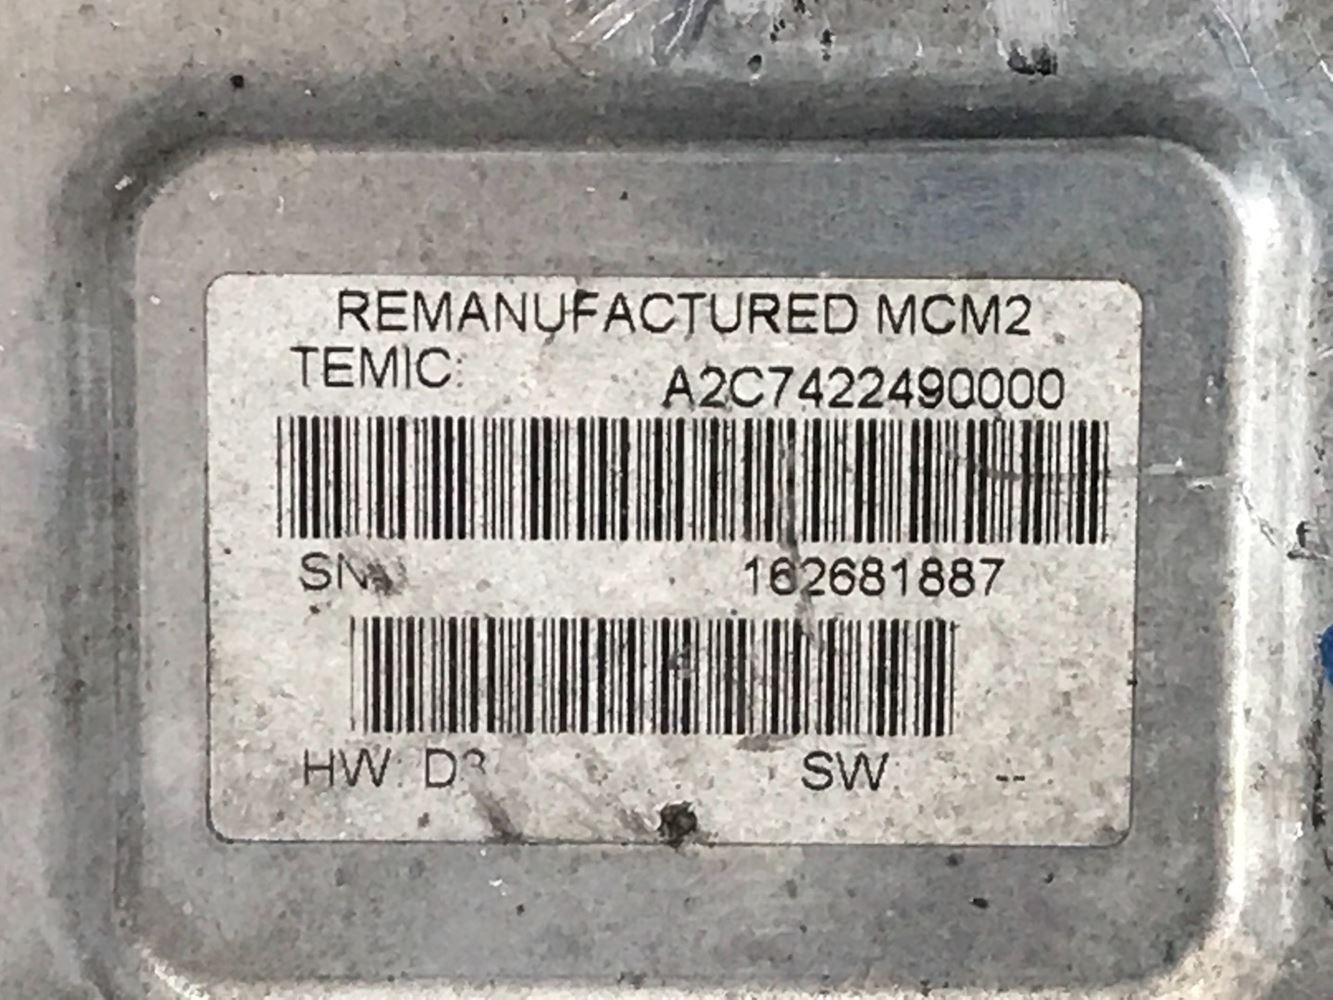 REMANUFACTURED MCM2
TEMIC: A2C7422490000
SN: 162681887
HW: D3 SW: --